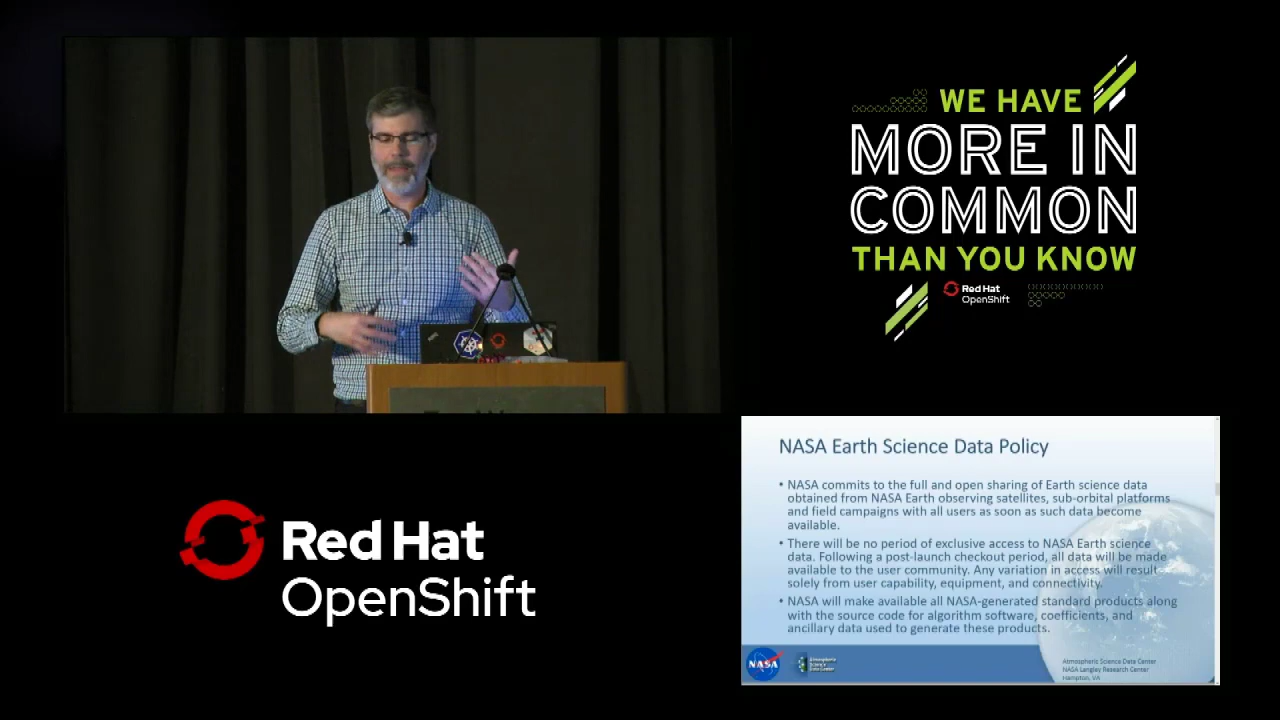 WE HAVE
MORE IN
COMMON
THAN YOU KNOW
Red Hat
OpenShift
Red Hat
OpenShift
NASA Earth Science Data Policy
• NASA commits to the full and open sharing of Earth science data
obtained from NASA Earth observing satellites, sub-orbital platforms
and field campaigns with all users as soon as such data become
available.
• There will be no period of exclusive access to NASA Earth science
data. Following a post-launch checkout period, all data will be made
available to the user community. Any variation in access will result
solely from user capability, equipment, and connectivity.
• NASA will make available all NASA-generated standard products along
with the source code for algorithm software, coefficients, and
ancillary data used to generate these products.
NASA
Atmospheric
Science
Data Center
Atmospheric Science Data Center
NASA Langley Research Center
Hampton, VA